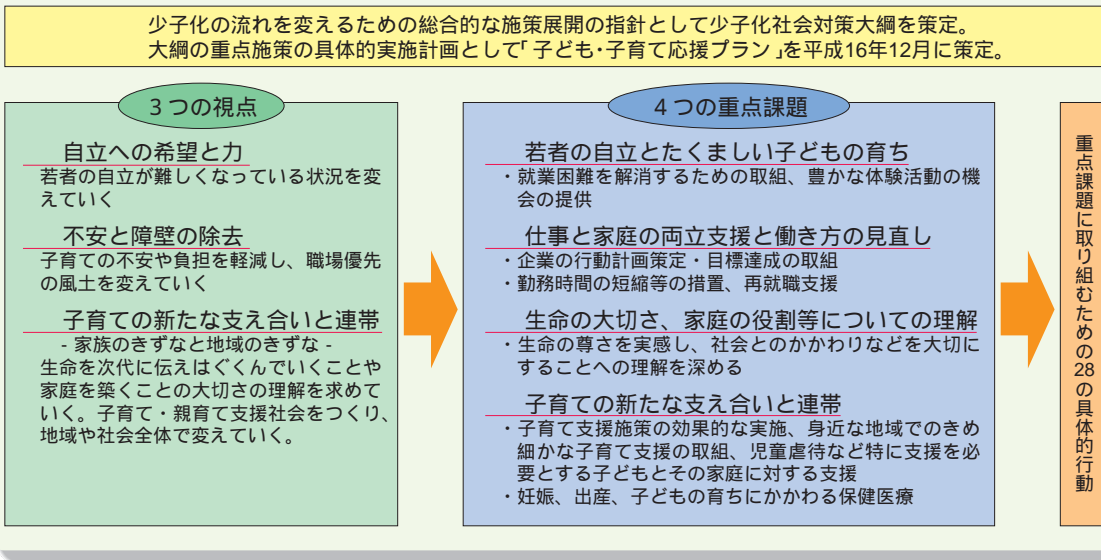 少子化の流れを変えるための総合的な施策展開の指針として少子化社会対策大綱を策定。
大綱の重点施策の具体的実施計画として「子ども・子育て応援プラン」を平成16年12月に策定。
3つの視点
自立への希望と力
若者の自立が難しくなっている状況を変
えていく
不安と障壁の除去
子育ての不安や負担を軽減し、職場優先
の風土を変えていく
子育ての新たな支え合いと連帯
- 家族のきずなと地域のきずな -
生命を次代に伝えはぐくんでいくことや
家庭を築くことの大切さの理解を求めて
いく。子育て・親育て支援社会をつくり、
地域や社会全体で変えていく。
4つの重点課題
若者の自立とたくましい子どもの育ち
・就業困難を解消するための取組、豊かな体験活動の機
会の提供
仕事と家庭の両立支援と働き方の見直し
・企業の行動計画策定・目標達成の取組
・勤務時間の短縮等の措置、再就職支援
生命の大切さ、家庭の役割等についての理解
・生命の尊さを実感し、社会とのかかわりなどを大切に
することへの理解を深める
子育ての新たな支え合いと連帯
・子育て支援施策の効果的な実施、身近な地域でのきめ
細かな子育て支援の取組、児童虐待など特に支援を必
要とする子どもとその家庭に対する支援
・妊娠、出産、子どもの育ちにかかわる保健医療
重点課題に取り組むための28の具体的行動